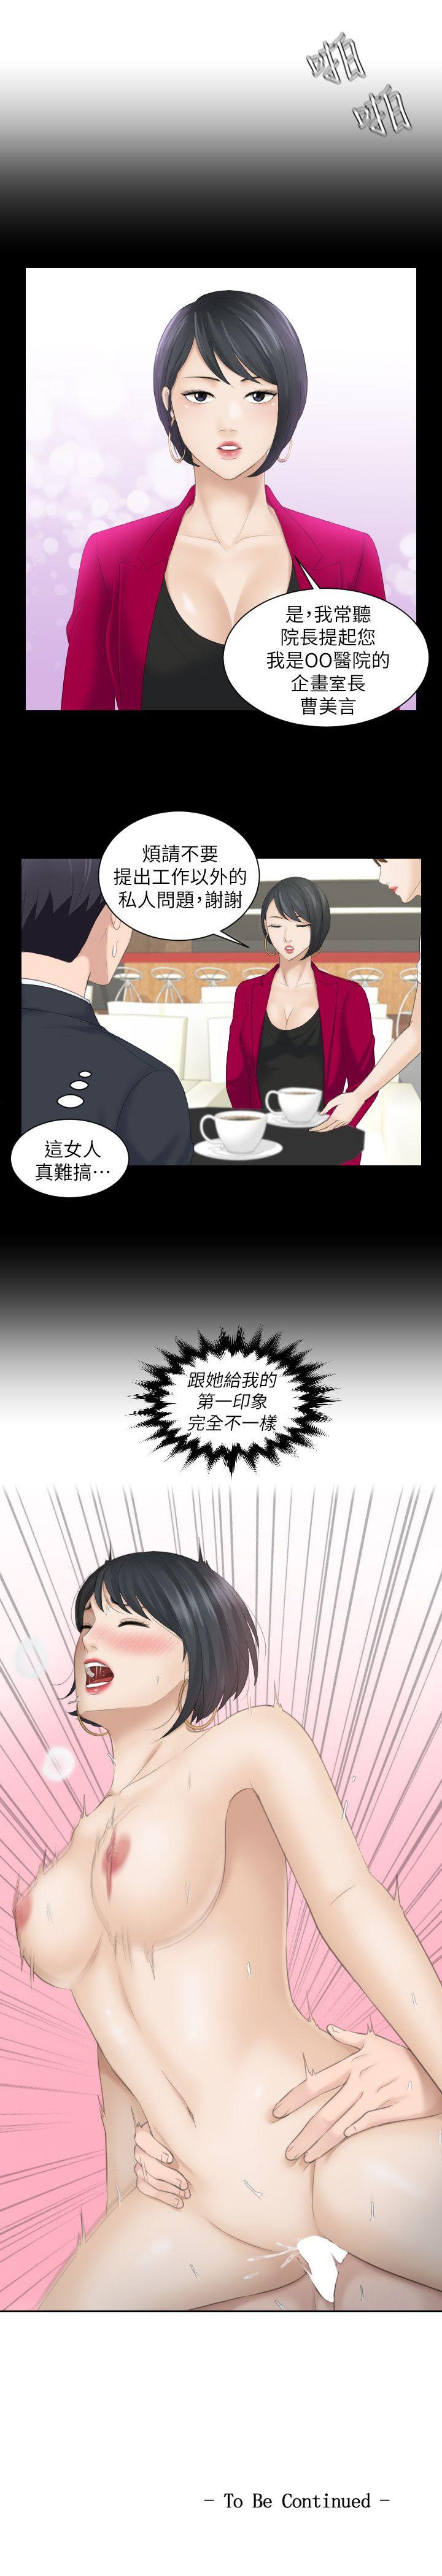 啪
啪
是，我常聽
院長提起您
我是OO醫院的
企畫室長
曹美言
煩請不要
提出工作以外的
私人問題，謝謝
這女人
真難搞…
跟她給我的
第一印象
完全不一樣
- To Be Continued -